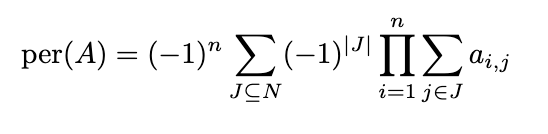 per(A) = (−1)ⁿ ∑_{J⊆N} (−1)^{|J|} ∏_{i=1}^{n} ∑_{j∈J} a_{i,j}